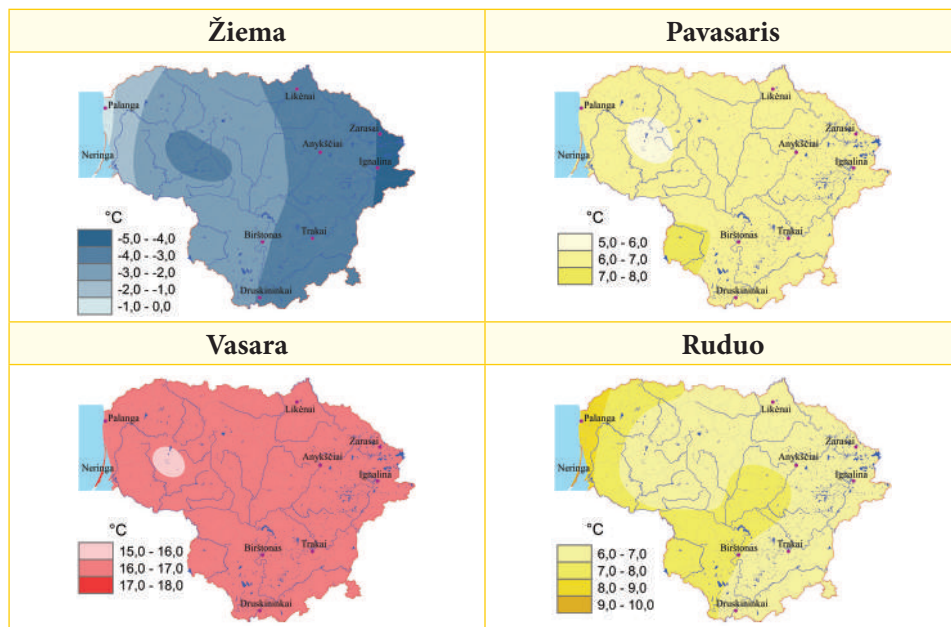 Žiema
Pavasaris
Palanga
Likėnai
Zarasai
Neringa
Anykščiai
Ignalina
°C
Birštonas
Trakai
-5,0 - -4,0
-4,0 - -3,0
-3,0 - -2,0
-2,0 - -1,0
-1,0 - 0,0
Druskininkai
Palanga
Likėnai
Zarasai
Neringa
Anykščiai
Ignalina
°C
Birštonas
Trakai
5,0 - 6,0
6,0 - 7,0
7,0 - 8,0
Druskininkai
Vasara
Ruduo
Palanga
Likėnai
Zarasai
Neringa
Anykščiai
Ignalina
°C
Birštonas
Trakai
15,0 - 16,0
16,0 - 17,0
17,0 - 18,0
Druskininkai
Palanga
Likėnai
Zarasai
Neringa
Anykščiai
Ignalina
°C
Birštonas
Trakai
6,0 - 7,0
7,0 - 8,0
8,0 - 9,0
9,0 - 10,0
Druskininkai